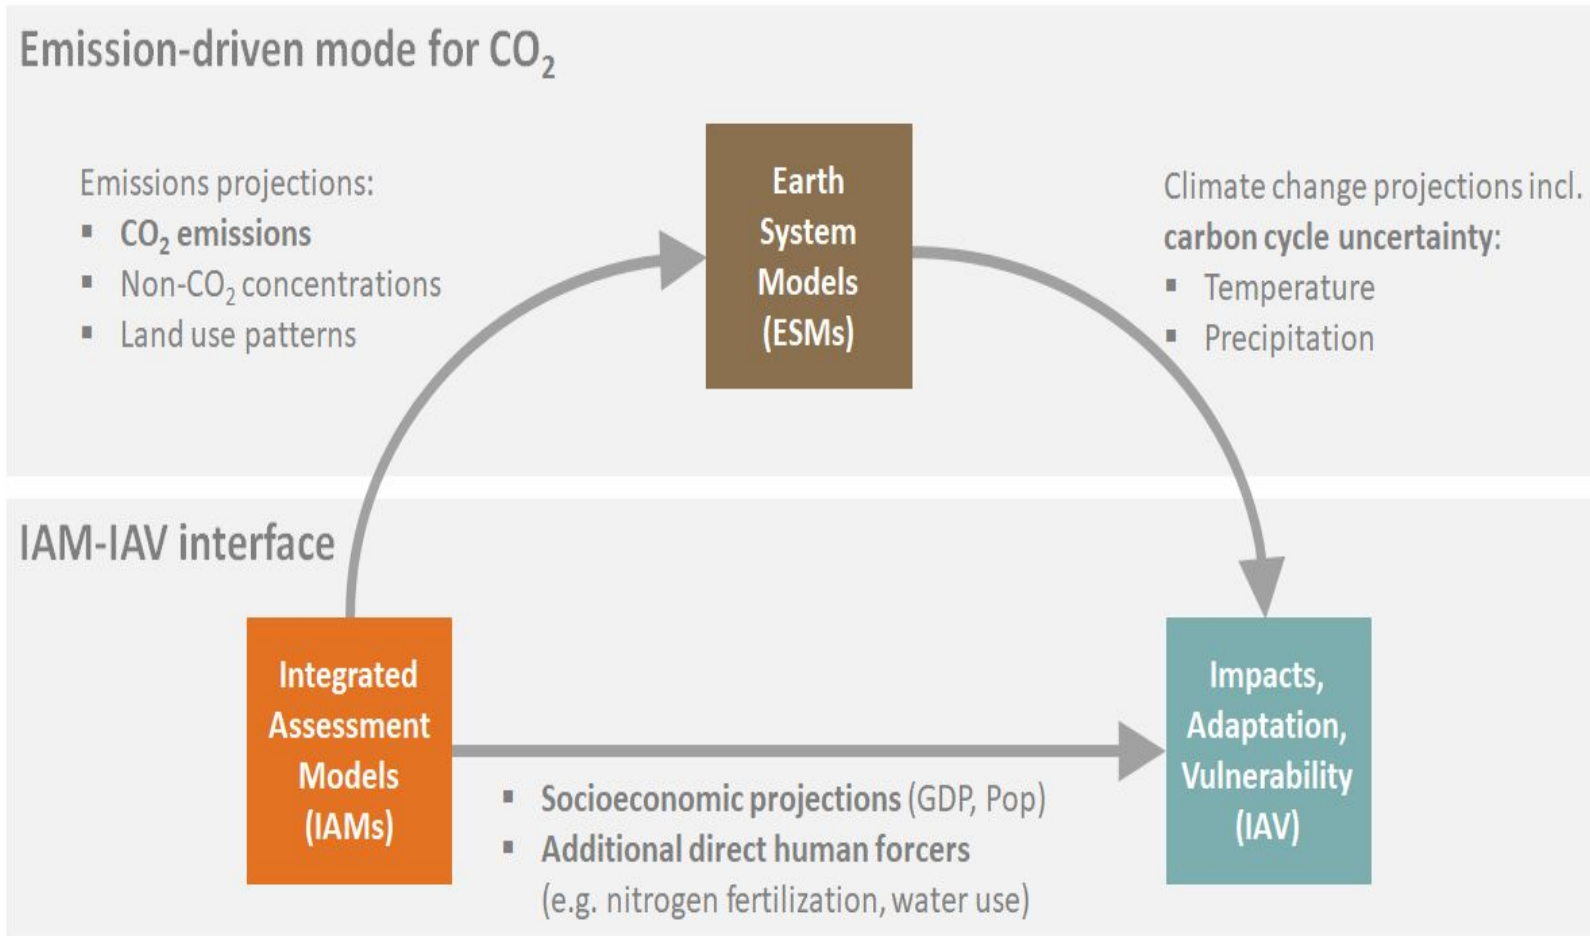 Emission-driven mode for CO₂
Emissions projections:
▪ CO₂ emissions
▪ Non-CO₂ concentrations
▪ Land use patterns
Earth
System
Models
(ESMs)
Climate change projections incl.
carbon cycle uncertainty:
▪ Temperature
▪ Precipitation
IAM-IAV interface
Integrated
Assessment
Models
(IAMs)
▪ Socioeconomic projections (GDP, Pop)
▪ Additional direct human forcers
(e.g. nitrogen fertilization, water use)
Impacts,
Adaptation,
Vulnerability
(IAV)